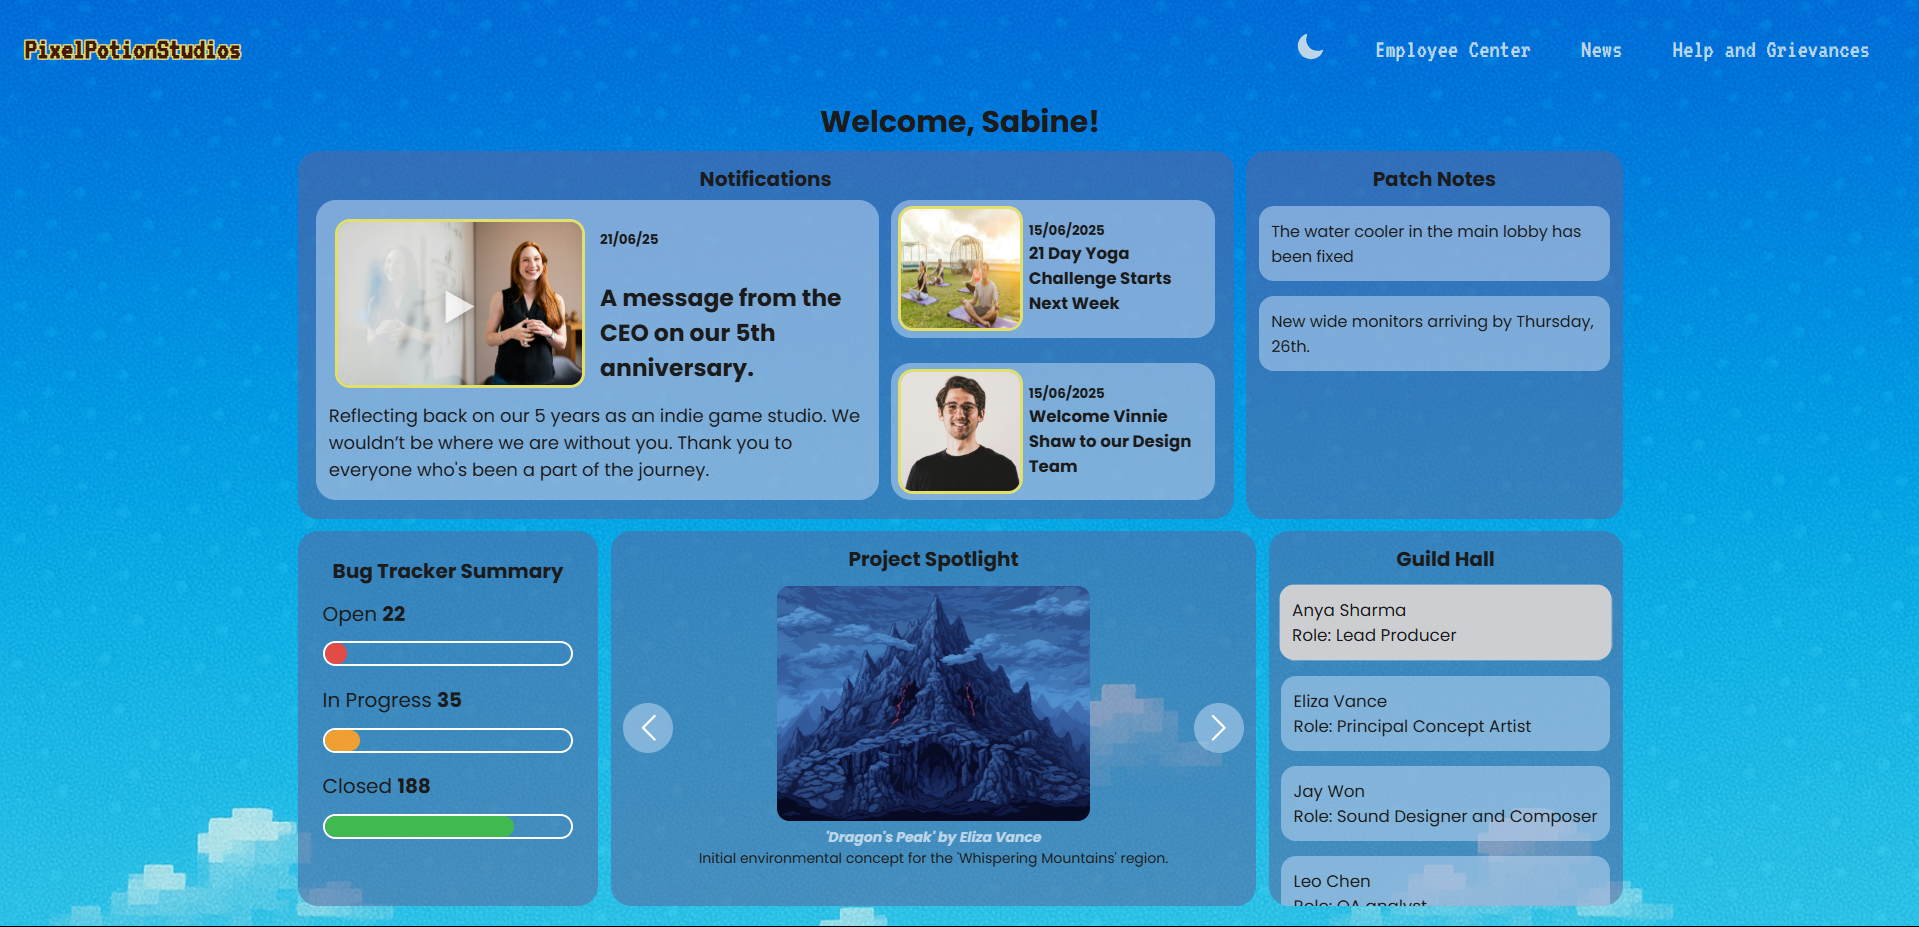 PixelPotionStudios
Employee Center
News
Help and Grievances
Welcome, Sabine!
Notifications
21/06/25
A message from the
CEO on our 5th
anniversary.
Reflecting back on our 5 years as an indie game studio. We
wouldn’t be where we are without you. Thank you to
everyone who's been a part of the journey.
15/06/2025
21 Day Yoga
Challenge Starts
Next Week
15/06/2025
Welcome Vinnie
Shaw to our Design
Team
Patch Notes
The water cooler in the main lobby has
been fixed
New wide monitors arriving by Thursday,
26th.
Bug Tracker Summary
Open 22
In Progress 35
Closed 188
Project Spotlight
'Dragon's Peak' by Eliza Vance
Initial environmental concept for the 'Whispering Mountains' region.
Guild Hall
Anya Sharma
Role: Lead Producer
Eliza Vance
Role: Principal Concept Artist
Jay Won
Role: Sound Designer and Composer
Leo Chen
Role: QA analyst